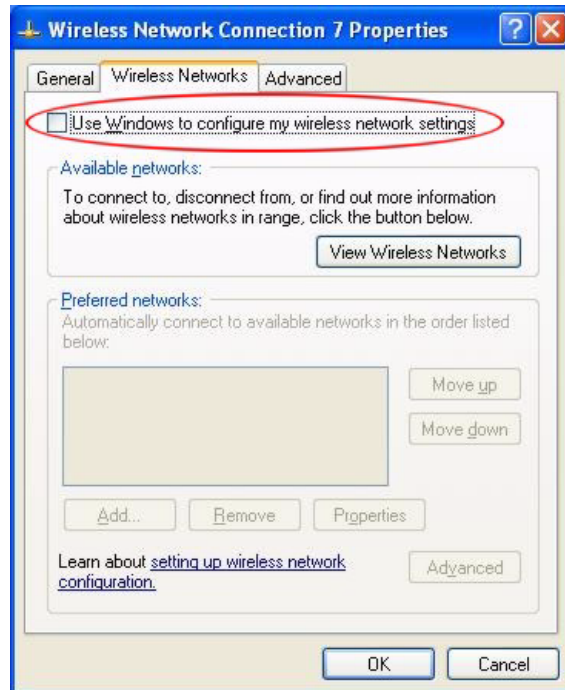 Wireless Network Connection 7 Properties
General Wireless Networks Advanced
Use Windows to configure my wireless network settings
Available networks:
To connect to, disconnect from, or find out more information
about wireless networks in range, click the button below.
View Wireless Networks
Preferred networks:
Automatically connect to available networks in the order listed
below:
Move up
Move down
Add... Remove Properties
Learn about setting up wireless network
configuration.
Advanced
OK Cancel